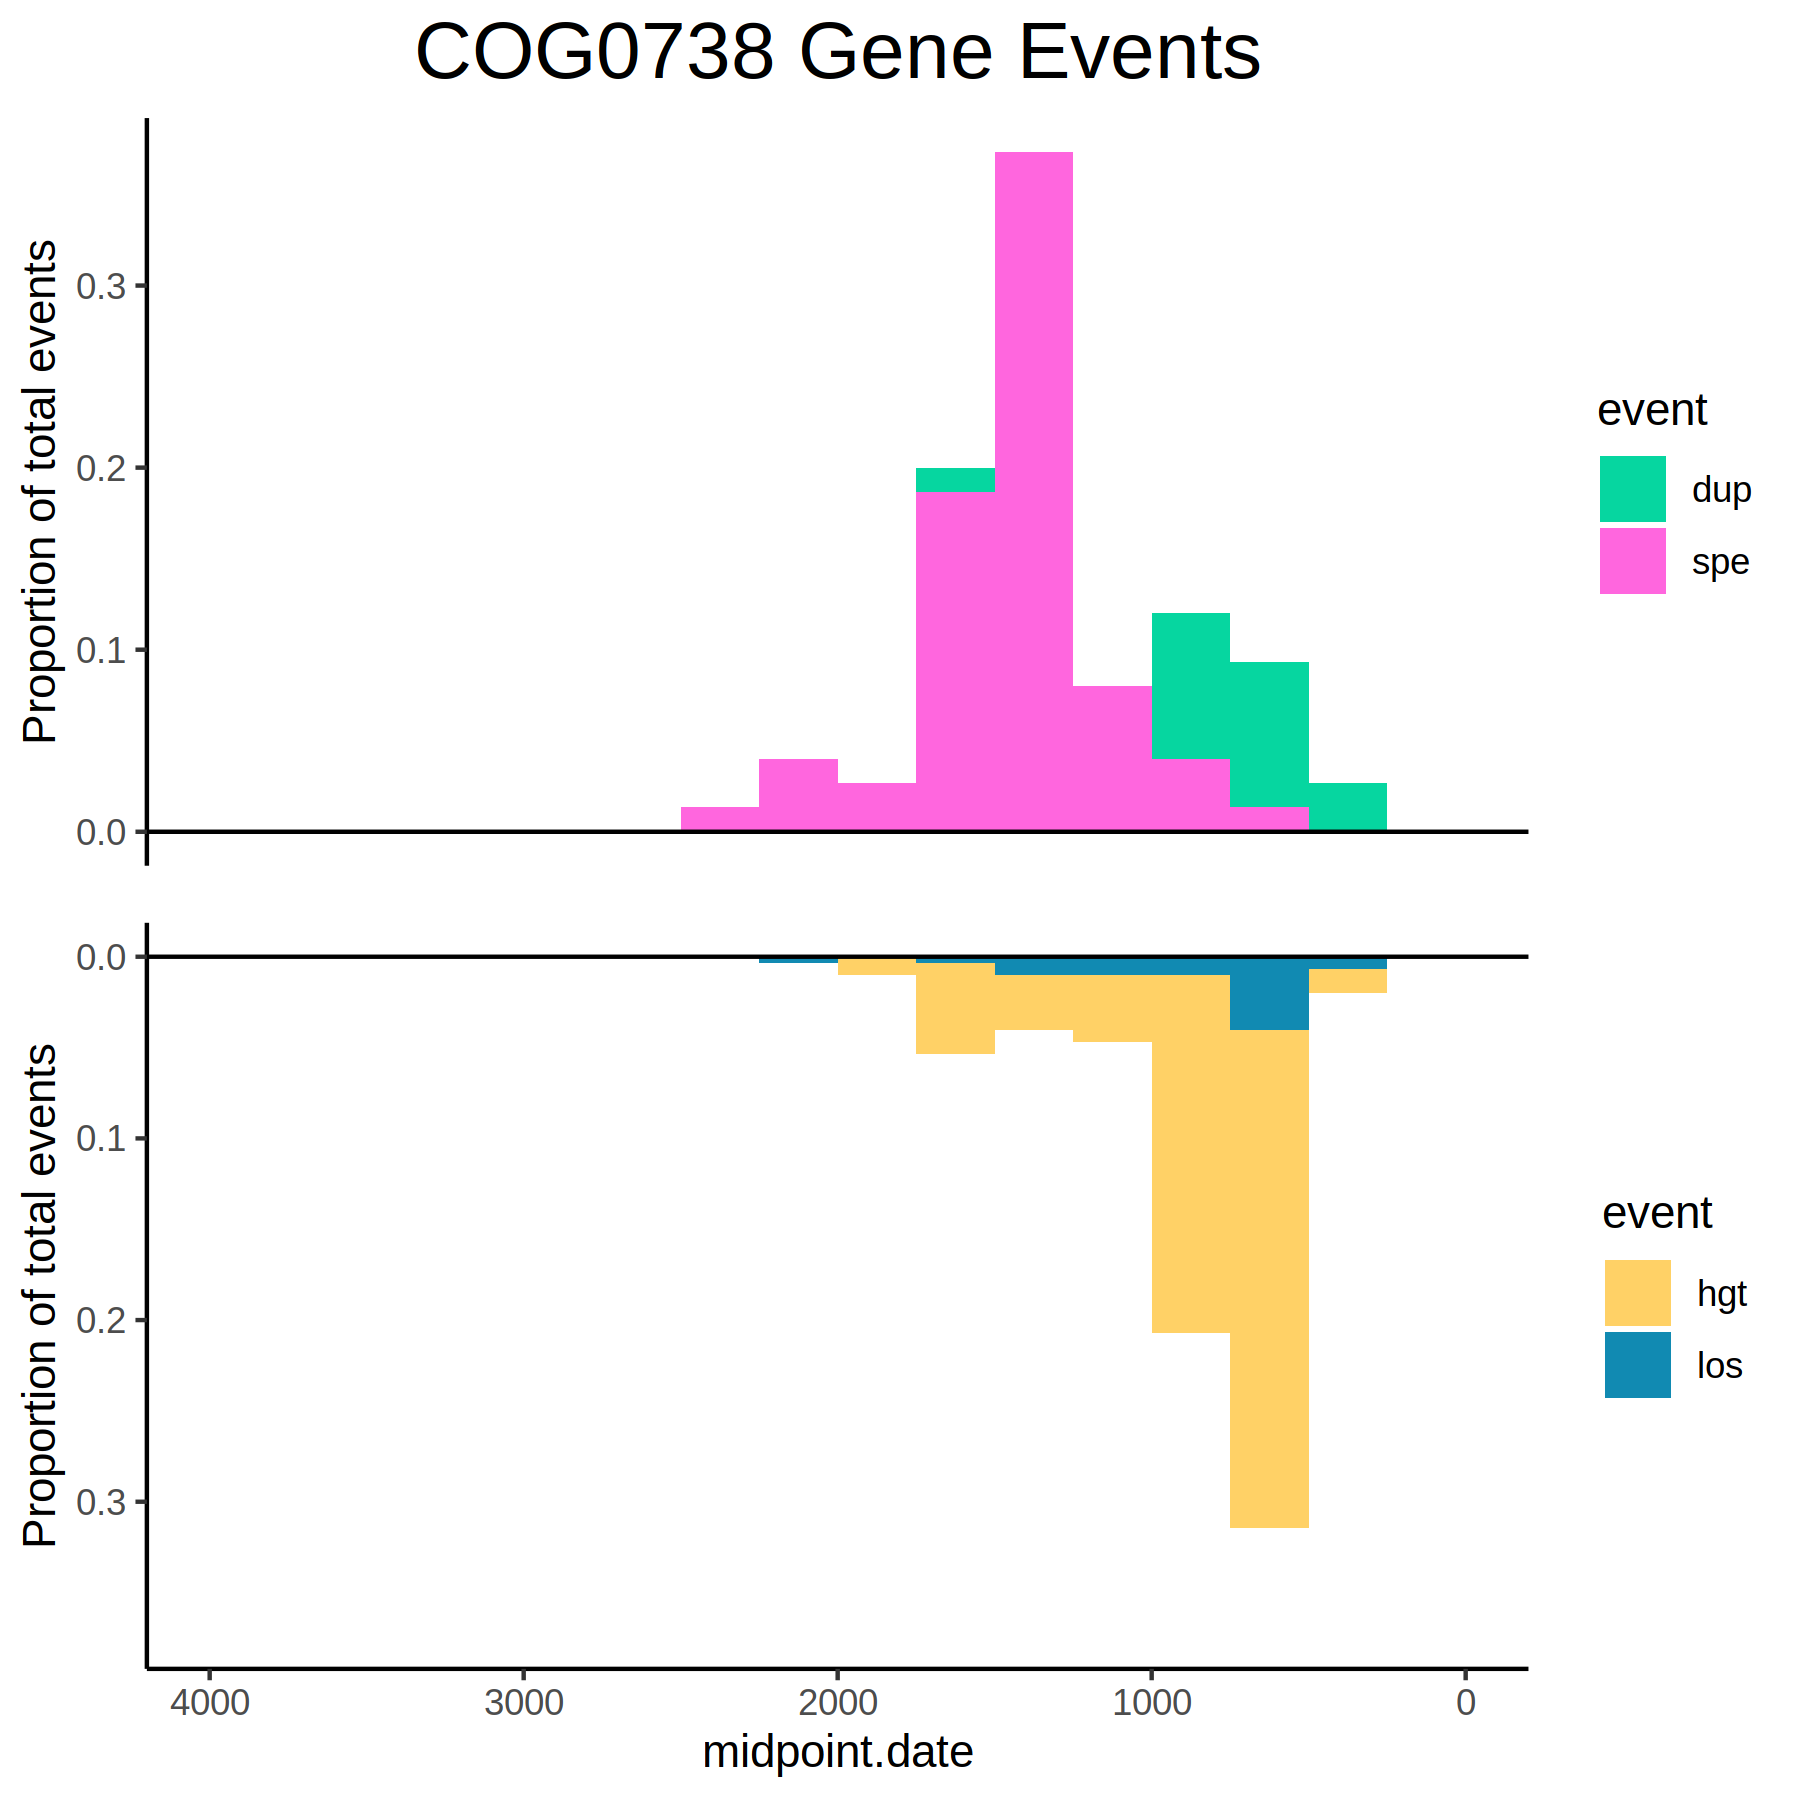 COG0738 Gene Events
Proportion of total events
0.3
0.2
0.1
0.0
event
dup
spe
Proportion of total events
0.0
0.1
0.2
0.3
event
hgt
los
4000 3000 2000 1000 0
midpoint.date